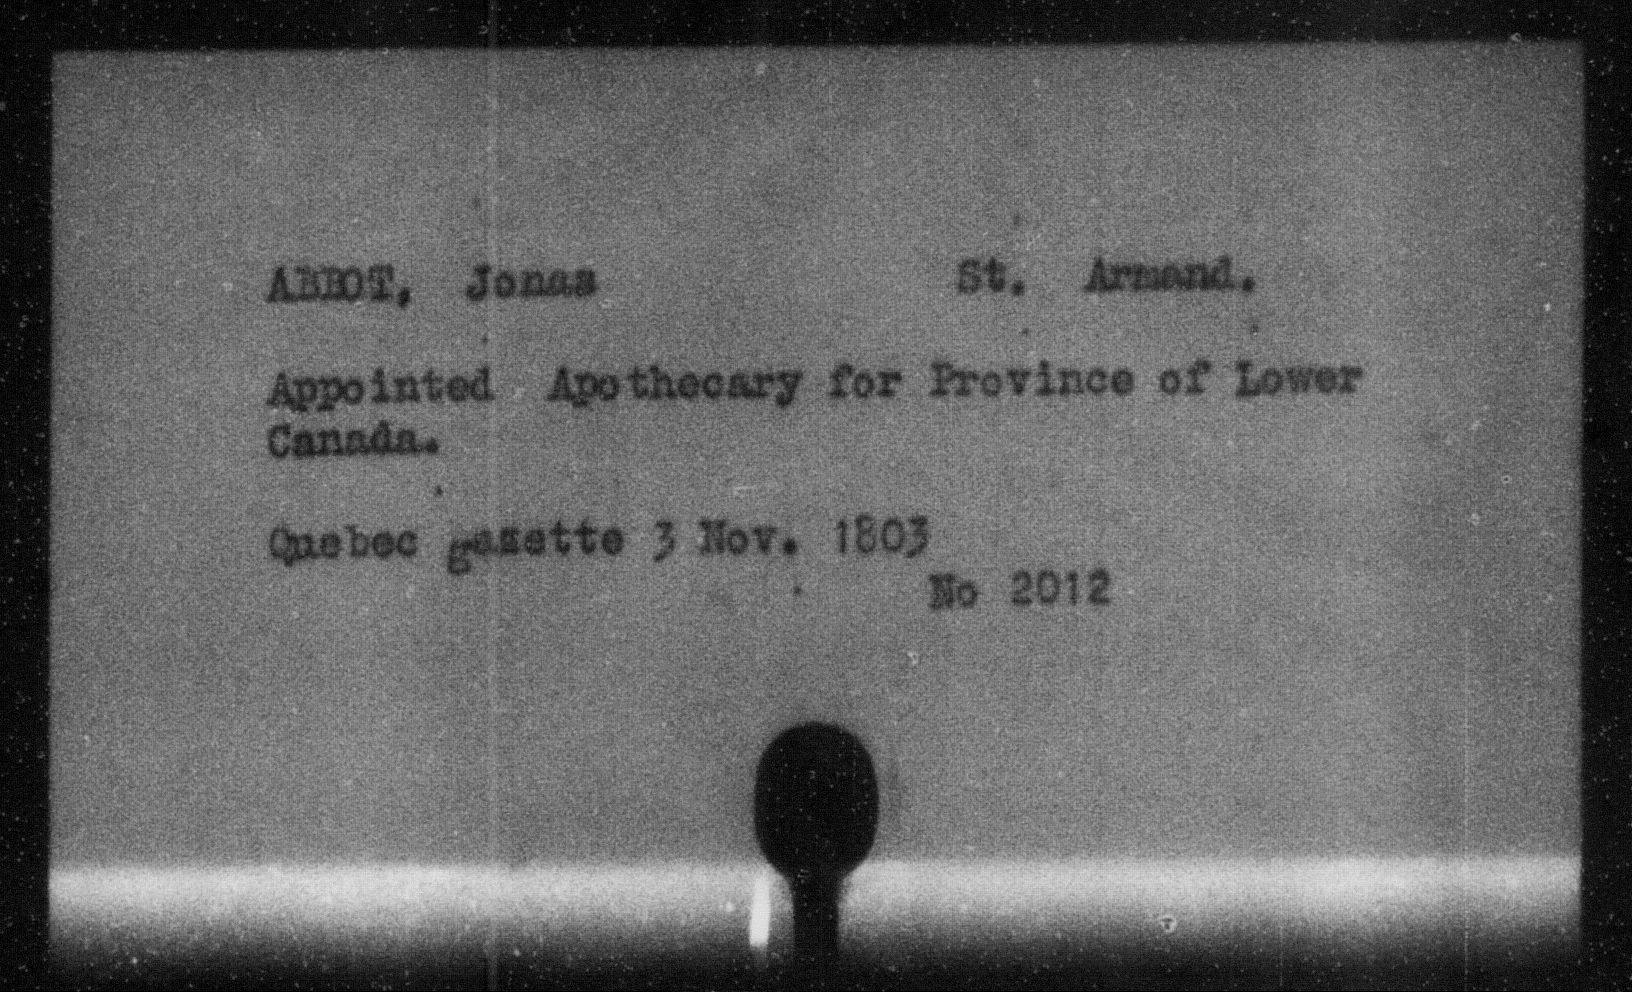 ABBOT, Jonas St. Armand.
Appointed Apothecary for Province of Lower
Canada.
Quebec gazette 3 Nov. 1803
No 2012